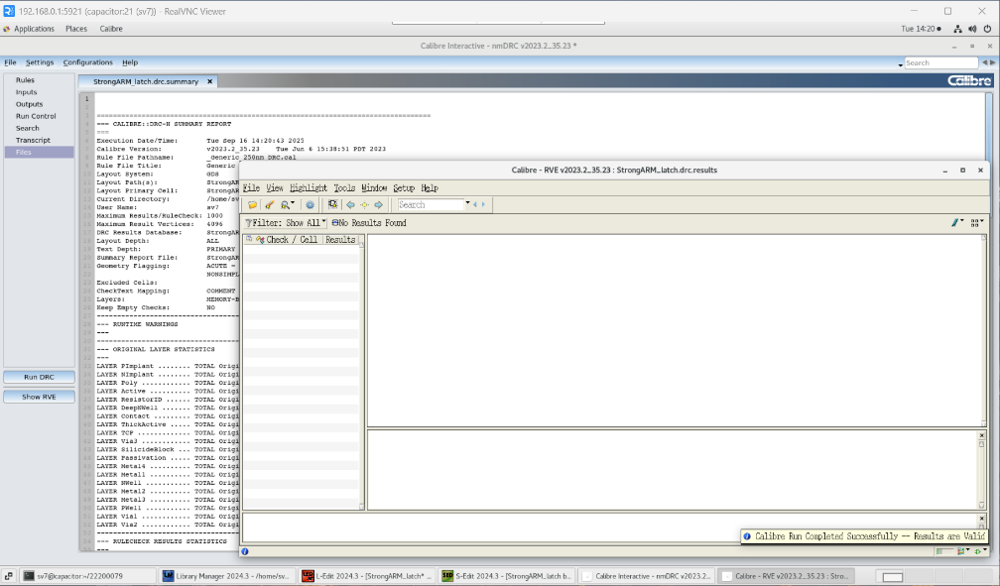 192.168.0.1:5921 (capacitor:21 (sv7)) - RealVNC Viewer
Applications Places Calibre Tue 14:20
Calibre Interactive - nmDRC v2023.2_35.23 *
File Settings Configurations Help Search
Rules
Inputs
Outputs
Run Control
Search
Transcript
Files
Run DRC
Show RVE
StrongARM_latch.drc.summary x
Calibre
=== CALIBRE::DRC-H SUMMARY REPORT
===
Execution Date/Time: Tue Sep 16 14:20:43 2025
Calibre Version: v2023.2_35.23 Tue Jun 6 15:38:51 PDT 2023
Rule File Pathname: _Generic_250nm_DRC.cal_
Rule File Title: Generic
Layout System: GDS
Layout Path(s): StrongAR
Layout Primary Cell: StrongAR
Current Directory: /home/sv
User Name: sv7
Maximum Results/RuleCheck: 1000
Maximum Result Vertices: 4096
DRC Results Database: StrongAR
Layout Depth: ALL
Text Depth: PRIMARY
Summary Report File: StrongAR
Geometry Flagging: ACUTE =
NONSIMPL
Excluded Cells:
CheckText Mapping: COMMENT
Layers: MEMORY-B
Keep Empty Checks: NO
--- RUNTIME WARNINGS
---
--- ORIGINAL LAYER STATISTICS
---
LAYER PImplant ........ TOTAL Origi
LAYER NImplant ........ TOTAL Origi
LAYER Poly ............ TOTAL Origi
LAYER Active .......... TOTAL Origi
LAYER ResistorID ...... TOTAL Origi
LAYER DeepNWell ....... TOTAL Origi
LAYER Contact ......... TOTAL Origi
LAYER ThickActive ..... TOTAL Origi
LAYER TCP ............. TOTAL Origi
LAYER Via3 ............ TOTAL Origi
LAYER SilicideBlock ... TOTAL Origi
LAYER Passivation ..... TOTAL Origi
LAYER Metal4 .......... TOTAL Origi
LAYER Metal1 .......... TOTAL Origi
LAYER NWell ........... TOTAL Origi
LAYER Metal2 .......... TOTAL Origi
LAYER Metal3 .......... TOTAL Origi
LAYER PWell ........... TOTAL Origi
LAYER Via1 ............ TOTAL Origi
LAYER Via2 ............ TOTAL Origi
--- RULECHECK RESULTS STATISTICS
---
Calibre - RVE v2023.2_35.23 : StrongARM_latch.drc.results
File View Highlight Tools Window Setup Help
Search
Filter: Show All No Results Found
Check / Cell Results
Calibre Run Completed Successfully -- Results are Valid
sv7@capacitor:~/22200079 Library Manager 2024.3 - /home/sv... L-Edit 2024.3 - [StrongARM_latch* ... S-Edit 2024.3 - [StrongARM_latch b... Calibre Interactive - nmDRC v2023.2... Calibre - RVE v2023.2_35.23 : Stro...